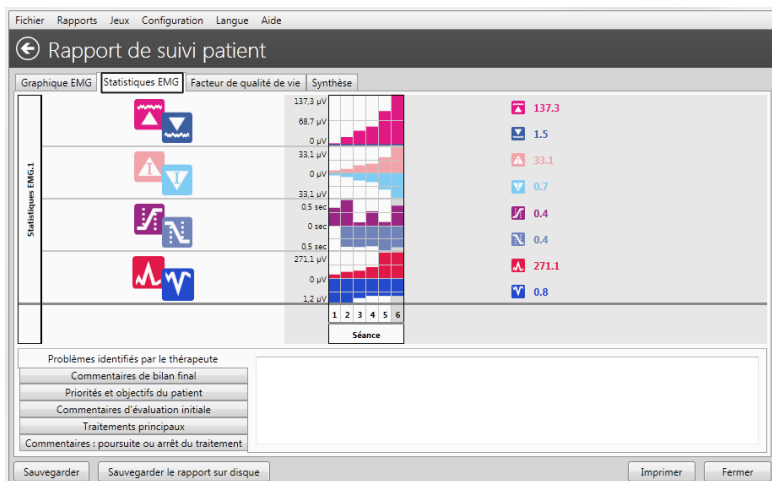 Fichier Rapports Jeux Configuration Langue Aide
Rapport de suivi patient
Graphique EMG Statistiques EMG Facteur de qualité de vie Synthèse
Statistiques EMG.1
137,3 µV
68,7 µV
0 µV
33,1 µV
0 µV
33,1 µV
0,5 sec
0 µV
0,5 sec
271,1 µV
0 µV
1,2 µV
1 2 3 4 5 6
Séance
137.3
1.5
33.1
0.7
0.4
0.4
271.1
0.8
Problèmes identifiés par le thérapeute
Commentaires de bilan final
Priorités et objectifs du patient
Commentaires d'évaluation initiale
Traitements principaux
Commentaires : poursuite ou arrêt du traitement
Sauvegarder Sauvegarder le rapport sur disque Imprimer Fermer